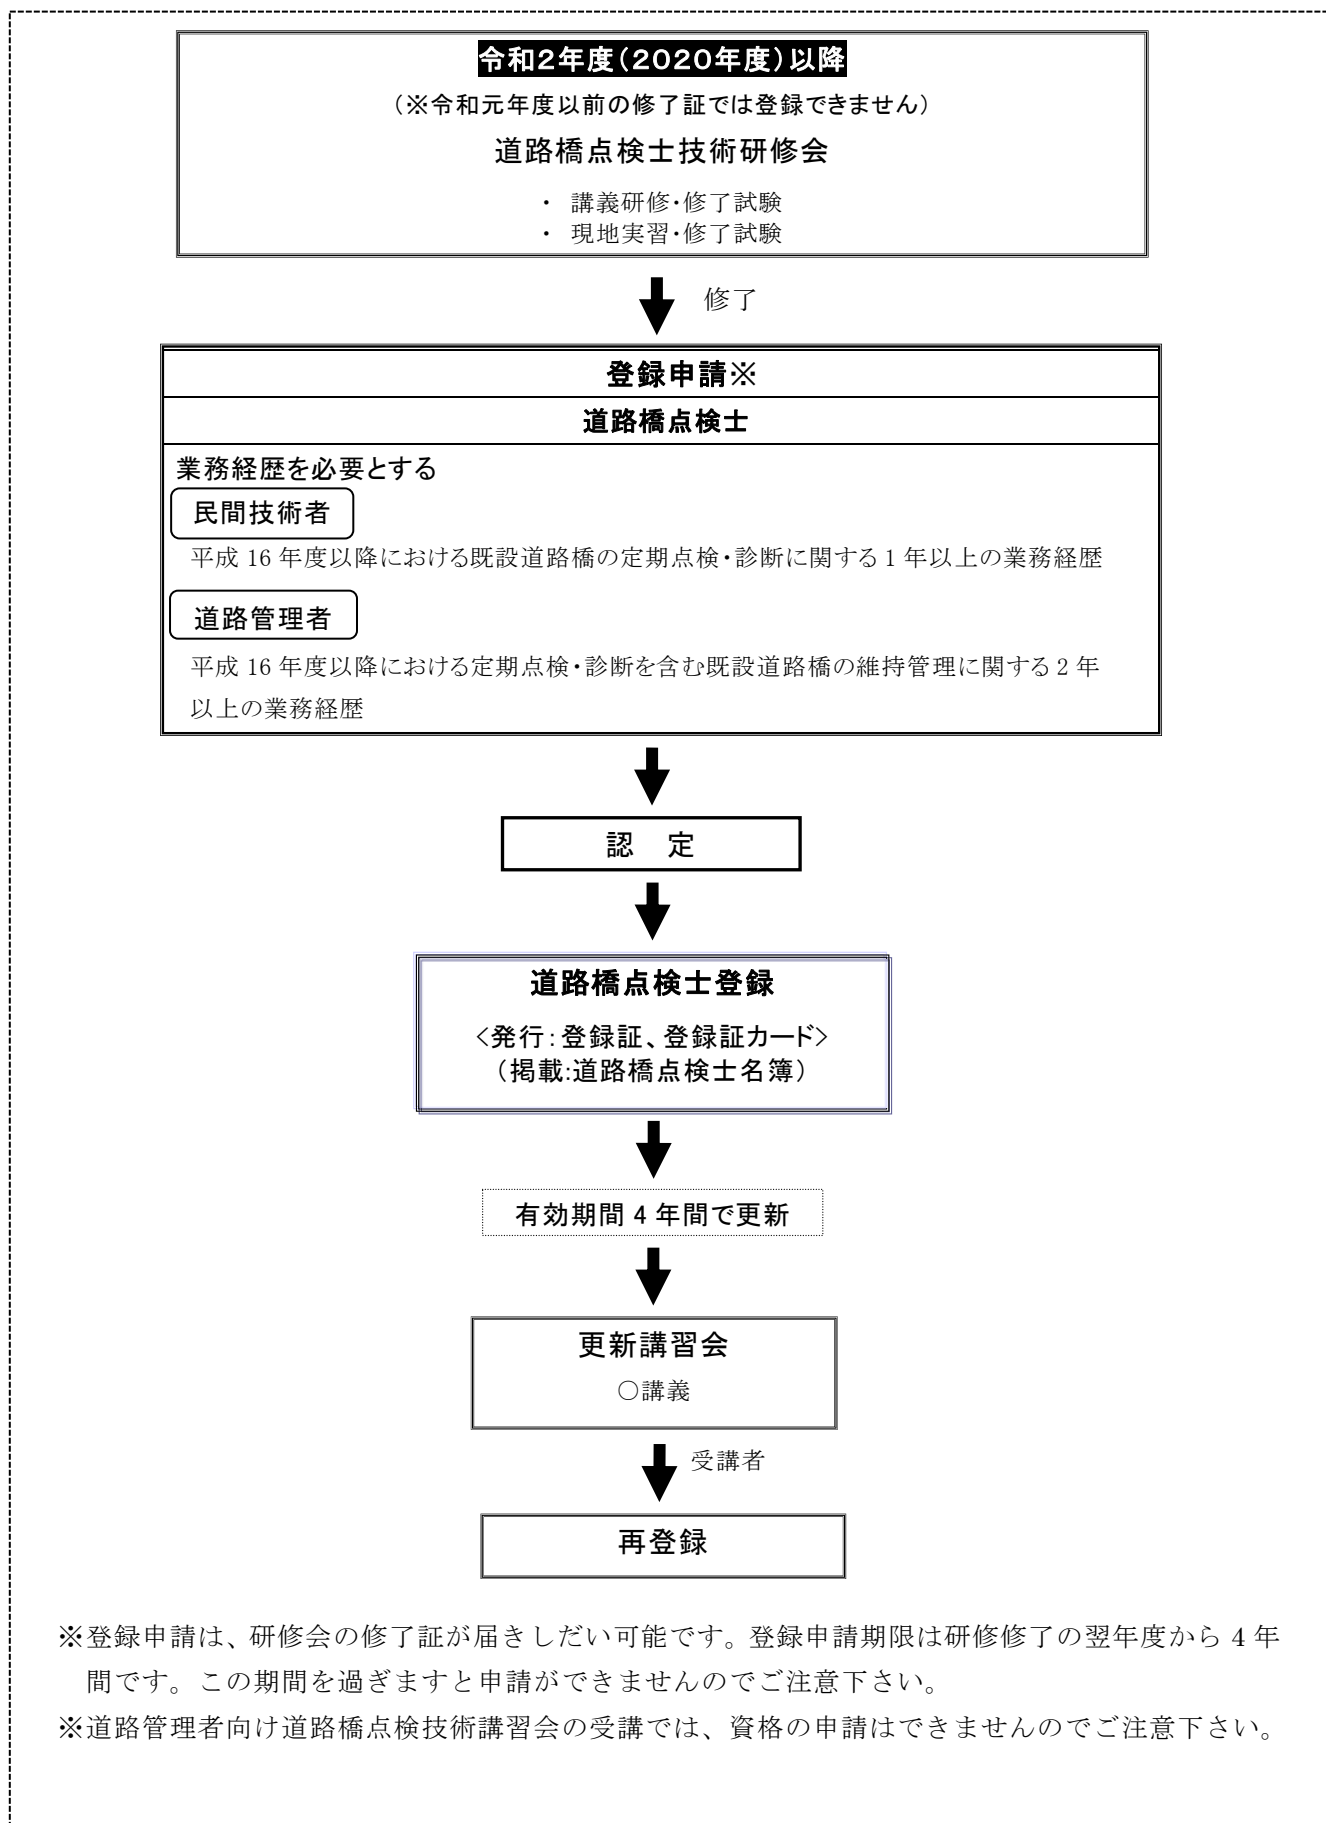 令和2年度（2020年度）以降
（※令和元年度以前の修了証では登録できません）
道路橋点検士技術研修会
・ 講義研修・修了試験
・ 現地実習・修了試験
修了
登録申請※
道路橋点検士
業務経歴を必要とする
民間技術者
平成 16 年度以降における既設道路橋の定期点検・診断に関する 1 年以上の業務経歴
道路管理者
平成 16 年度以降における定期点検・診断を含む既設道路橋の維持管理に関する 2 年
以上の業務経歴
認　定
道路橋点検士登録
<発行：登録証、登録証カード>
（掲載:道路橋点検士名簿）
有効期間 4 年間で更新
更新講習会
○講義
受講者
再登録
※登録申請は、研修会の修了証が届きしだい可能です。登録申請期限は研修修了の翌年度から 4 年
間です。この期間を過ぎますと申請ができませんのでご注意下さい。
※道路管理者向け道路橋点検技術講習会の受講では、資格の申請はできませんのでご注意下さい。